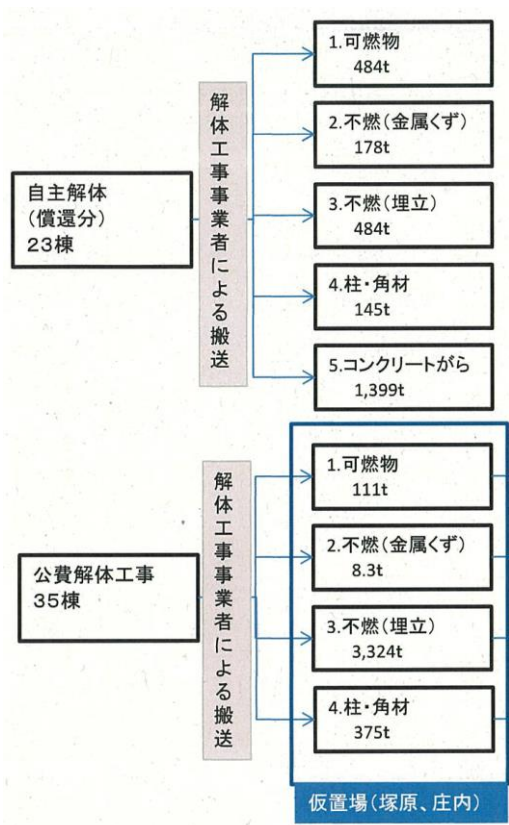 自主解体
(償還分)
23棟
解体工事事業者による搬送
1.可燃物
484t
2.不燃(金属くず)
178t
3.不燃(埋立)
484t
4.柱・角材
145t
5.コンクリートがら
1,399t
公費解体工事
35棟
解体工事事業者による搬送
1.可燃物
111t
2.不燃(金属くず)
8.3t
3.不燃(埋立)
3,324t
4.柱・角材
375t
仮置場(塚原、庄内)